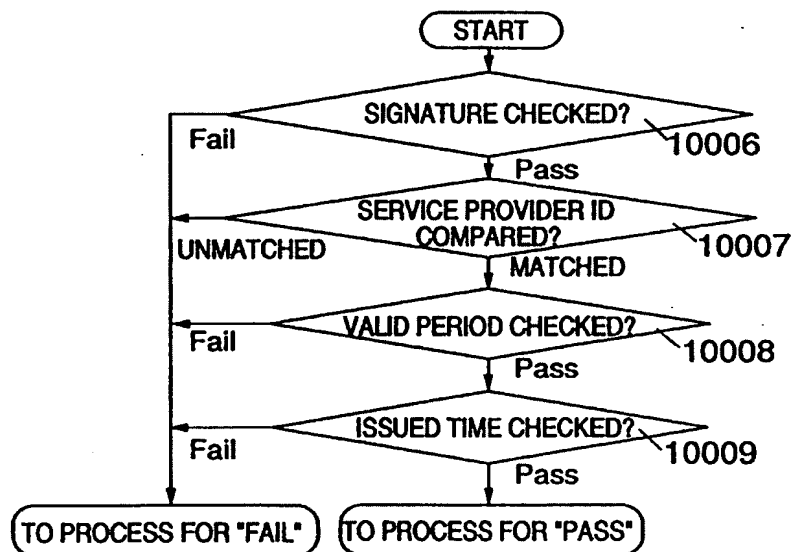 START
SIGNATURE CHECKED?
10006
Fail
Pass
SERVICE PROVIDER ID
COMPARED?
10007
UNMATCHED
MATCHED
VALID PERIOD CHECKED?
10008
Fail
Pass
ISSUED TIME CHECKED?
10009
Fail
Pass
TO PROCESS FOR "FAIL"
TO PROCESS FOR "PASS"